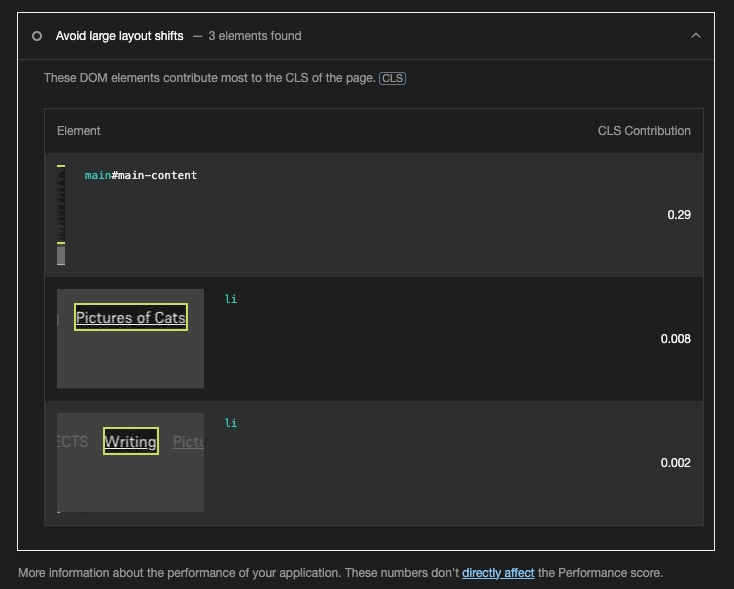 Avoid large layout shifts — 3 elements found
These DOM elements contribute most to the CLS of the page. CLS
Element CLS Contribution
main#main-content
0.29
li
Pictures of Cats
0.008
li
ECTS Writing Pictu
0.002
More information about the performance of your application. These numbers don't directly affect the Performance score.